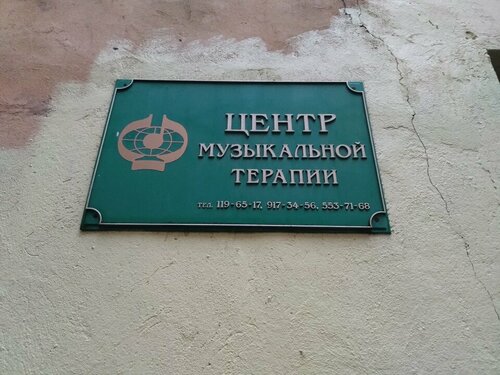 ЦЕНТР
МУЗЫКАЛЬНОЙ
ТЕРАПИИ
тел. 119-65-17, 917-34-56, 553-71-68